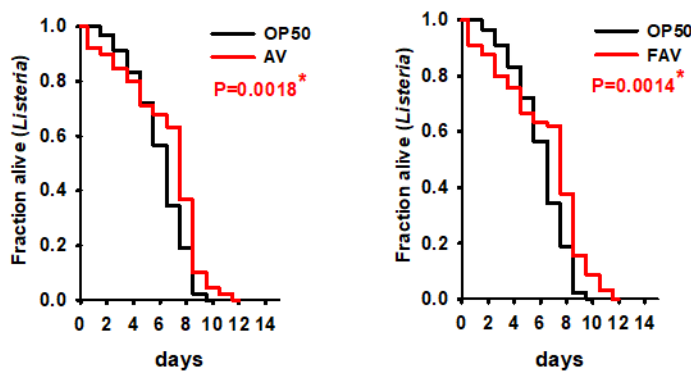 OP50
AV
P=0.0018*
Fraction alive (Listeria)
1.0
0.8
0.6
0.4
0.2
0.0
0 2 4 6 8 10 12 14
days
OP50
FAV
P=0.0014*
Fraction alive (Listeria)
1.0
0.8
0.6
0.4
0.2
0.0
0 2 4 6 8 10 12 14
days